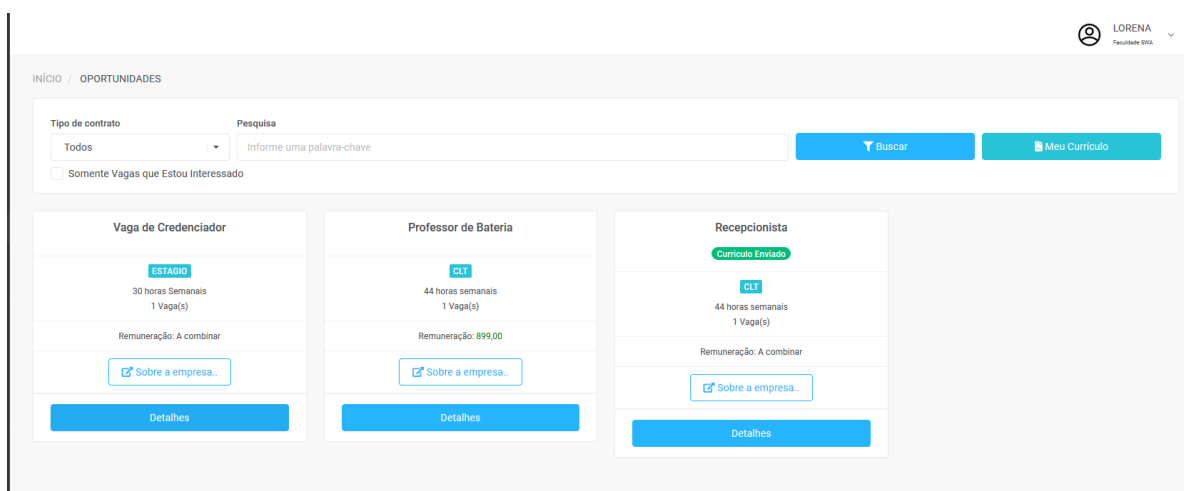 LORENA
Faculdade SWA
INÍCIO / OPORTUNIDADES
Tipo de contrato
Pesquisa
Todos
Informe uma palavra-chave
Buscar
Meu Currículo
Somente Vagas que Estou Interessado
Vaga de Credenciador
ESTAGIO
30 horas Semanais
1 Vaga(s)
Remuneração: A combinar
Sobre a empresa..
Detalhes
Professor de Bateria
CLT
44 horas semanais
1 Vaga(s)
Remuneração: 899,00
Sobre a empresa..
Detalhes
Recepcionista
Curriculo Enviado
CLT
44 horas semanais
1 Vaga(s)
Remuneração: A combinar
Sobre a empresa..
Detalhes